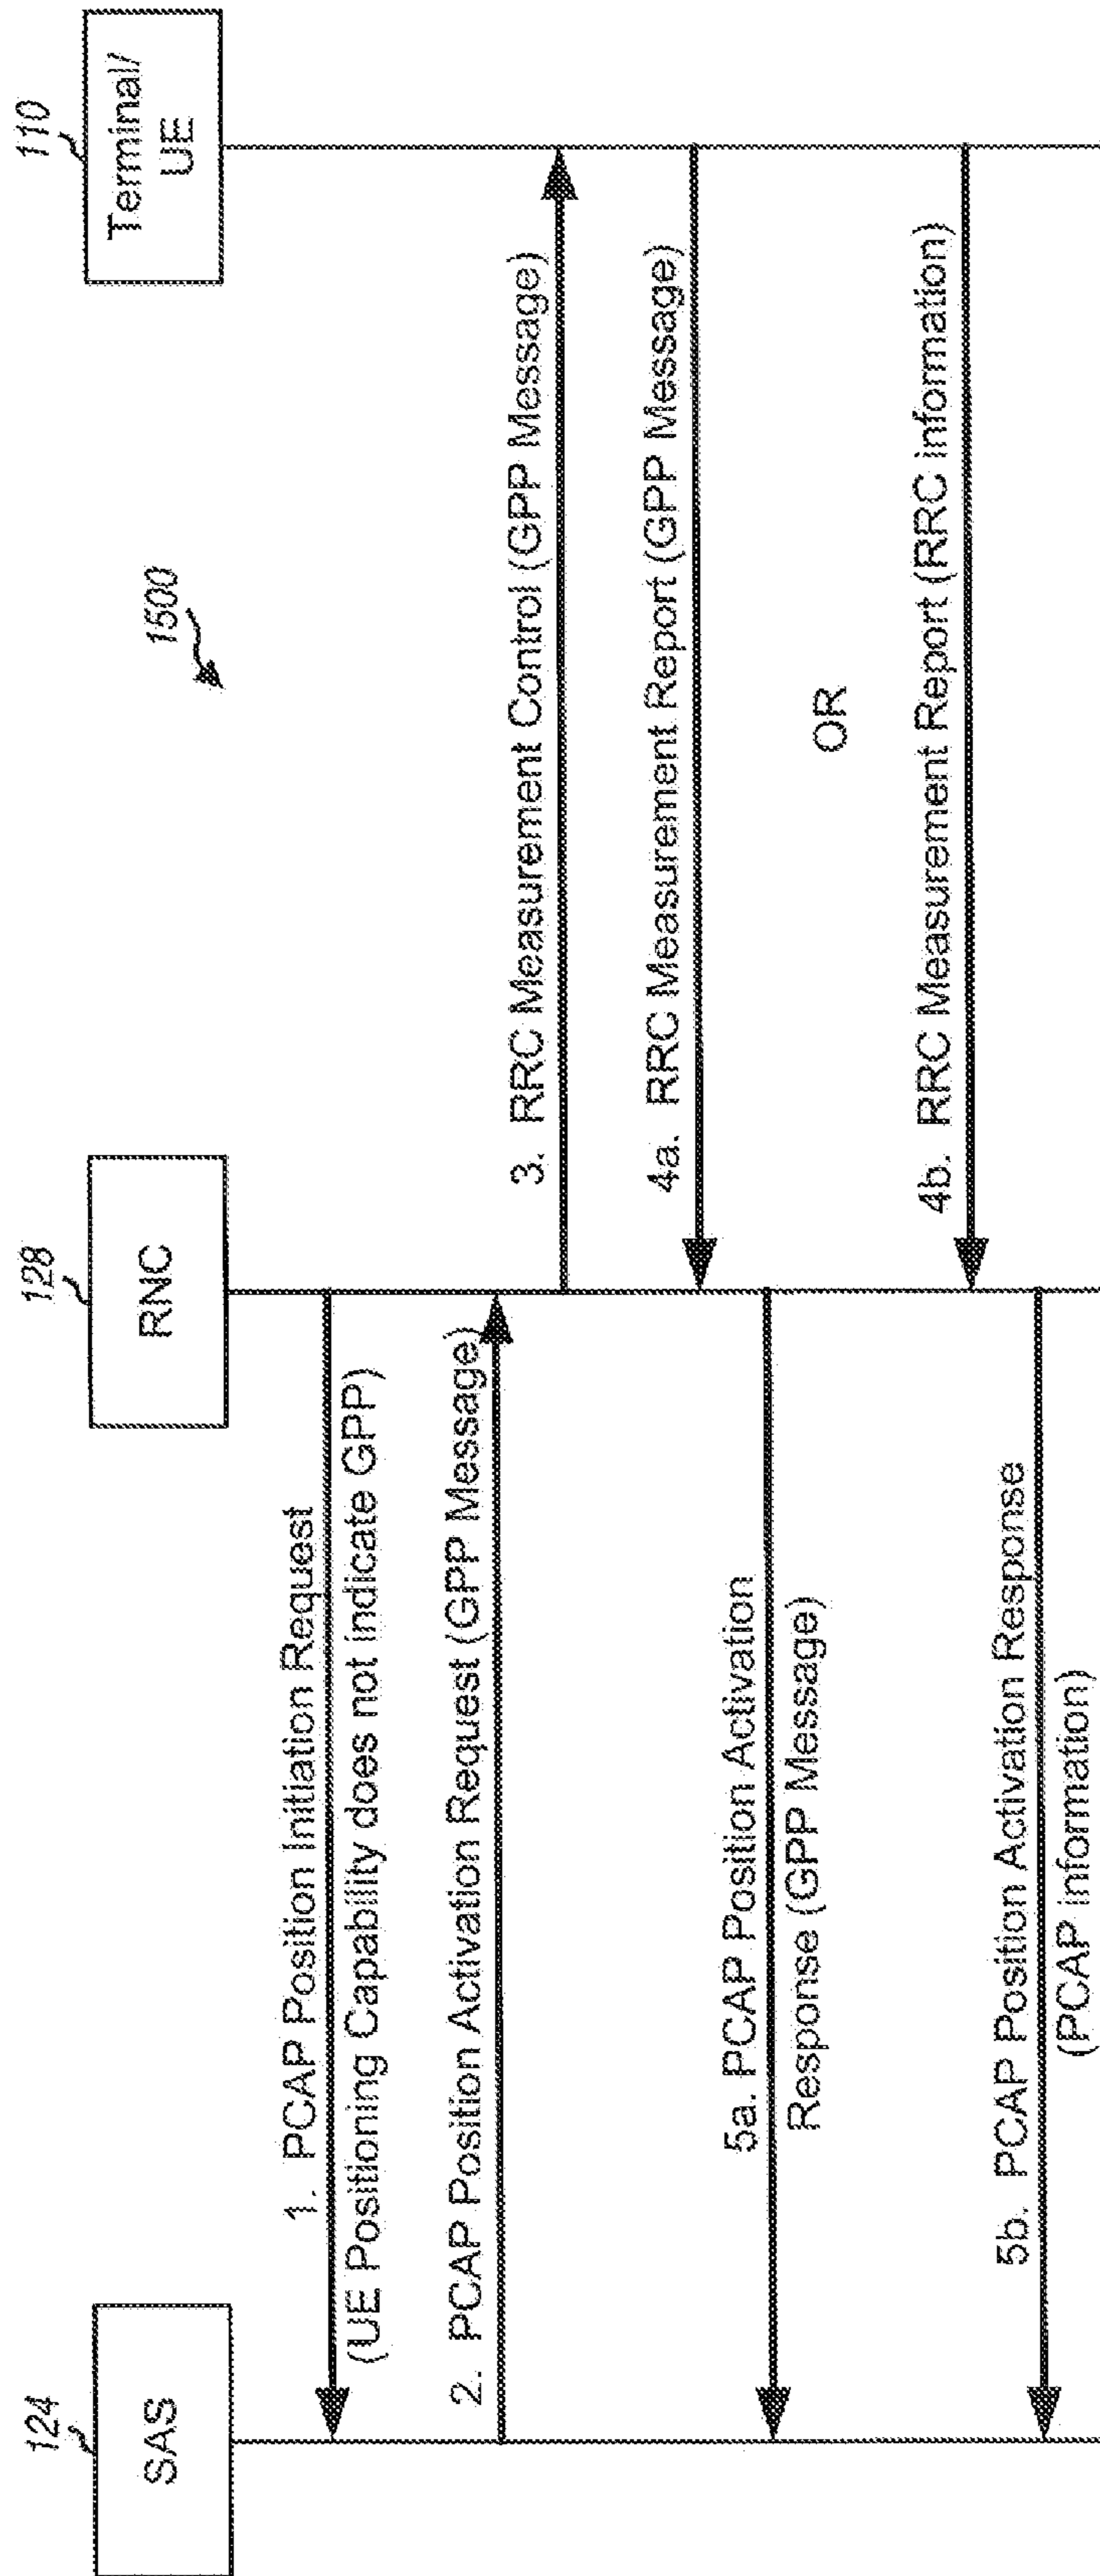 124
SAS
128
RNC
110
Terminal/
UE
1500
1. PCAP Position Initiation Request
(UE Positioning Capability does not indicate GPP)
2. PCAP Position Activation Request (GPP Message)
3. RRC Measurement Control (GPP Message)
4a. RRC Measurement Report (GPP Message)
5a. PCAP Position Activation
Response (GPP Message)
OR
4b. RRC Measurement Report (RRC information)
5b. PCAP Position Activation Response
(PCAP information)